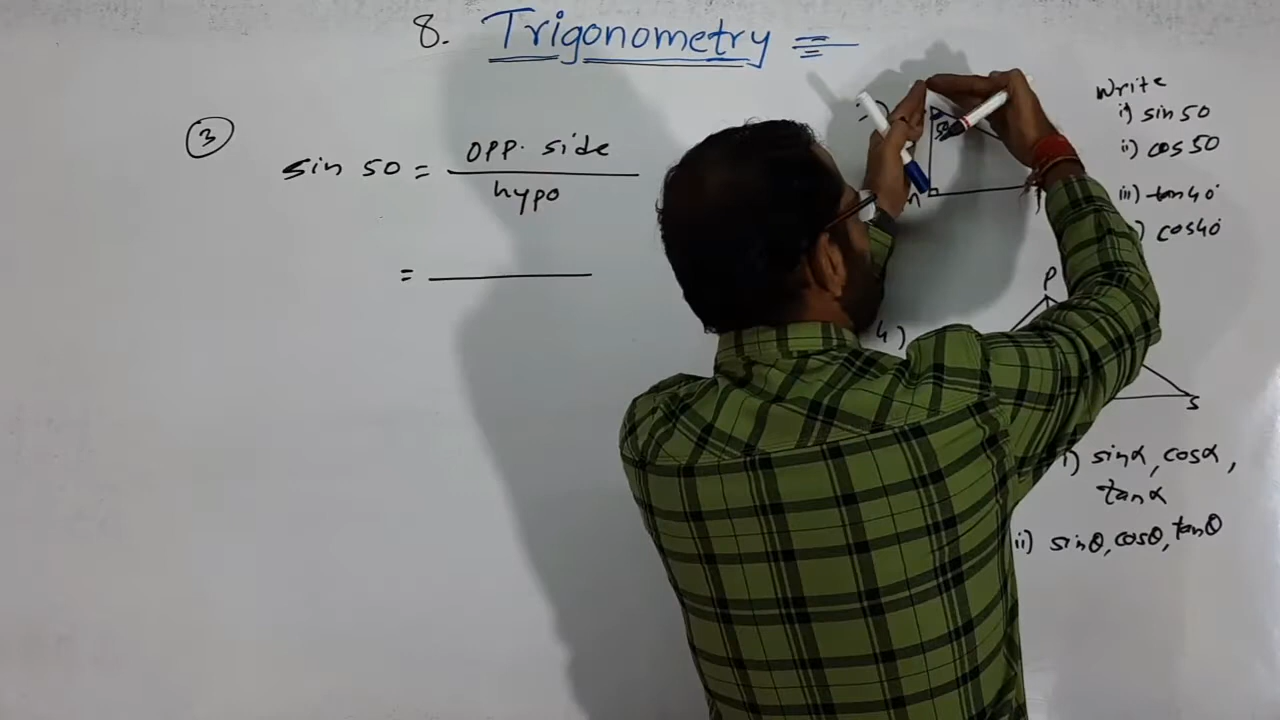 8. Trigonometry
3
sin 50 = opp. side
hypo
=
Write
i) sin 50
ii) cos 50
iii) tan 40°
) cos 40°
4)
P
S
i) sinα, cosα,
tanα
ii) sinθ, cosθ, tanθ